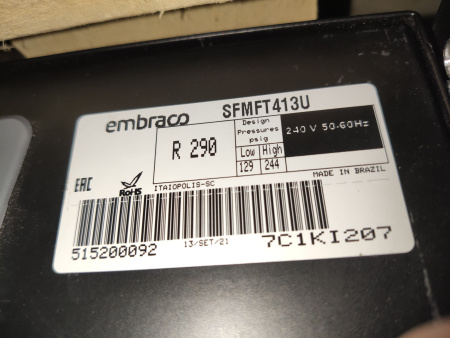 embraco
SFMFT413U
R 290
Design
Pressures
psig
Low High
129 244
240 V 50-60Hz
EAC
RoHS
ITAIOPOLIS-SC
MADE IN BRAZIL
515200092
13/SET/21
7C1KI207